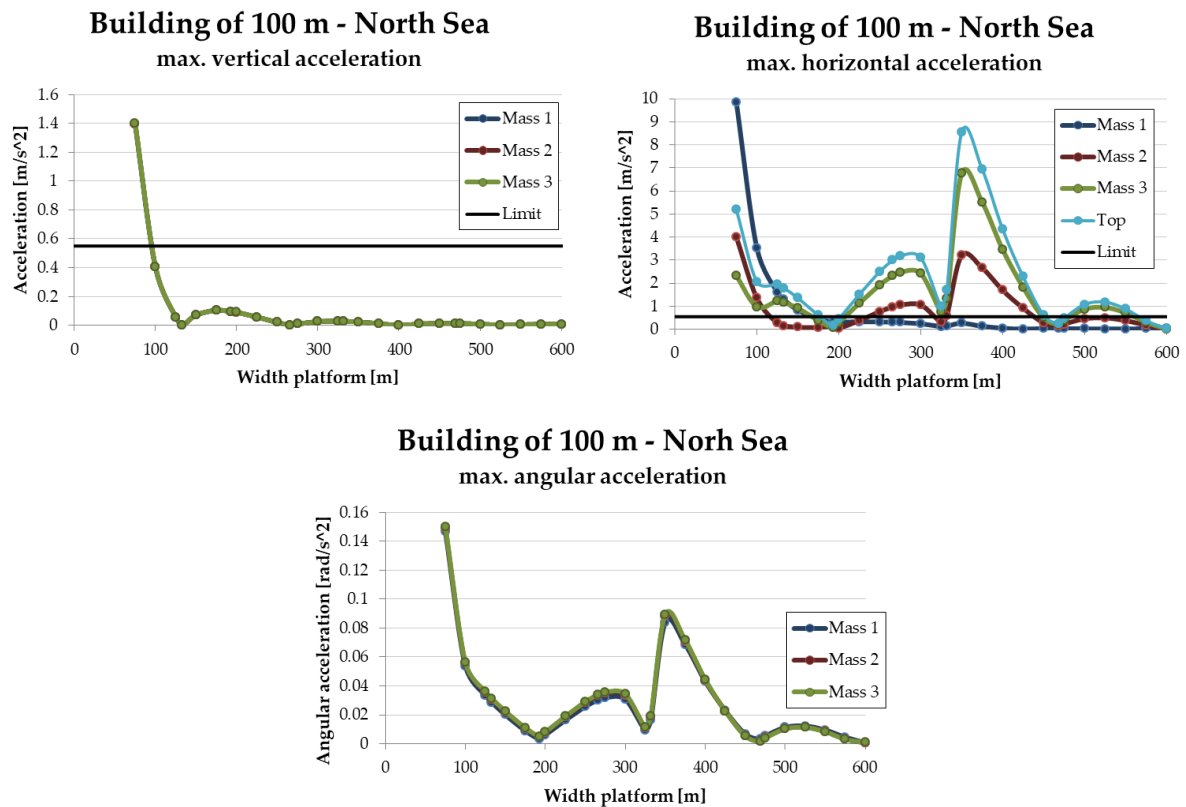 Building of 100 m - North Sea
max. vertical acceleration
Acceleration [m/s^2]
1.6
1.4
1.2
1
0.8
0.6
0.4
0.2
0
0
100
200
300
400
500
600
Width platform [m]
Mass 1
Mass 2
Mass 3
Limit
Building of 100 m - North Sea
max. horizontal acceleration
Acceleration [m/s^2]
10
9
8
7
6
5
4
3
2
1
0
0
100
200
300
400
500
600
Width platform [m]
Mass 1
Mass 2
Mass 3
Top
Limit
Building of 100 m - Norh Sea
max. angular acceleration
Angular acceleration [rad/s^2]
0.16
0.14
0.12
0.1
0.08
0.06
0.04
0.02
0
0
100
200
300
400
500
600
Width platform [m]
Mass 1
Mass 2
Mass 3